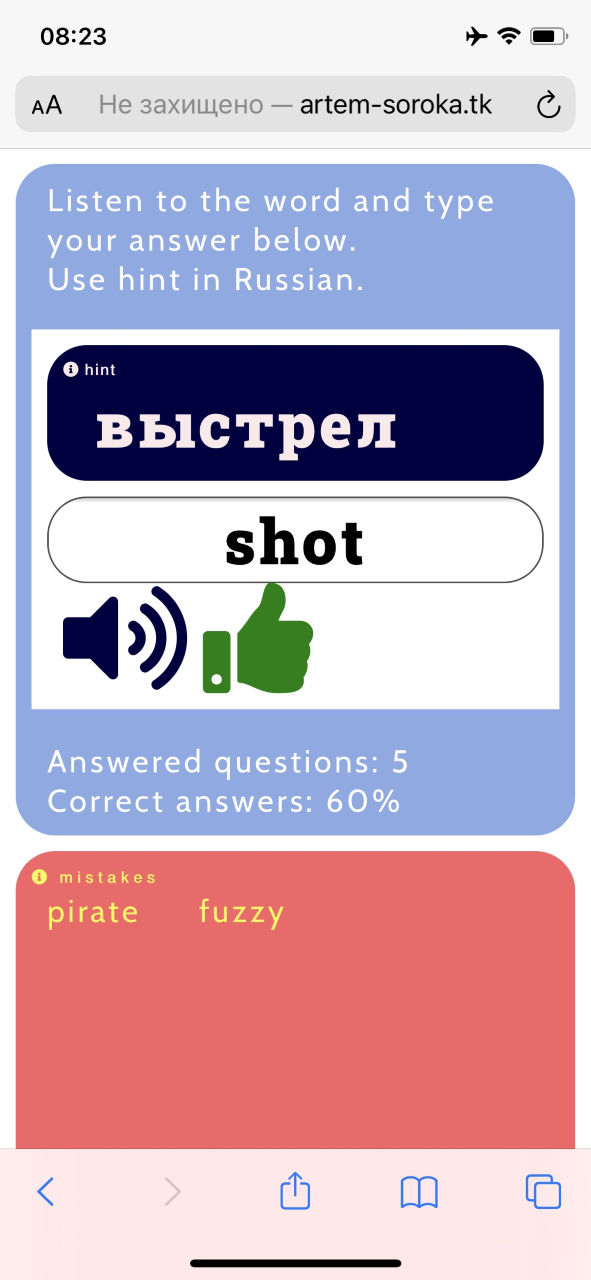 08:23
AA Не захищено — artem-soroka.tk
Listen to the word and type
your answer below.
Use hint in Russian.
hint
выстрел
shot
Answered questions: 5
Correct answers: 60%
mistakes
pirate fuzzy